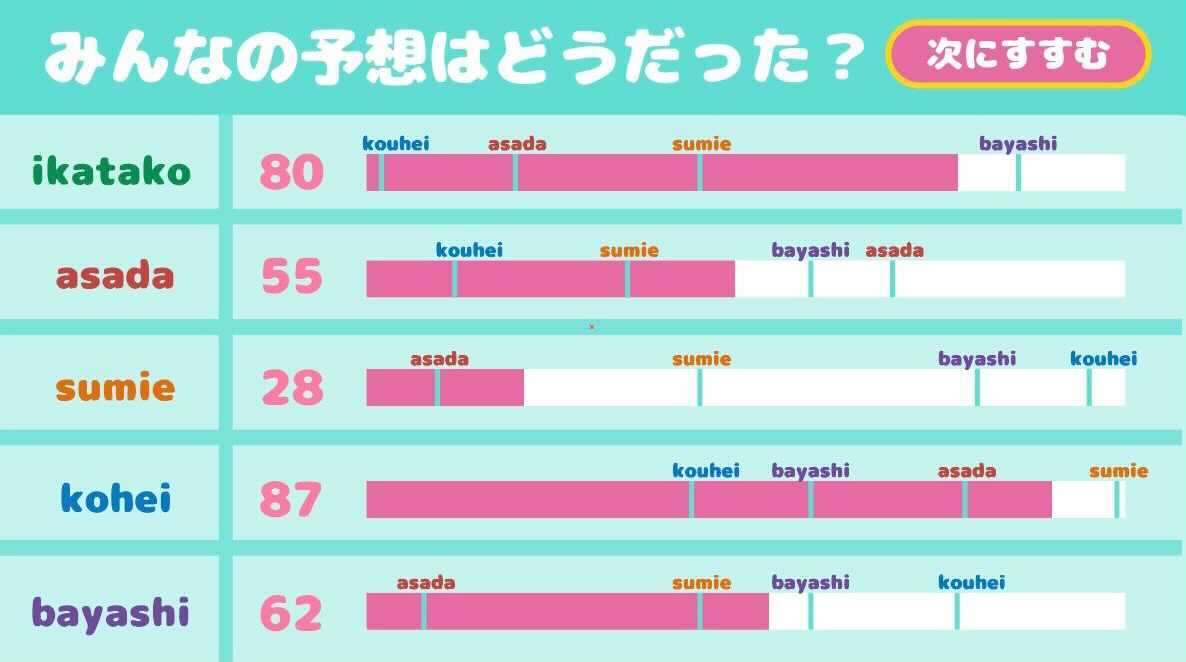 みんなの予想はどうだった？
次にすすむ
ikatako
80
kouhei asada sumie bayashi
asada
55
kouhei sumie bayashi asada
sumie
28
asada sumie bayashi kouhei
kohei
87
kouhei bayashi asada sumie
bayashi
62
asada sumie bayashi kouhei